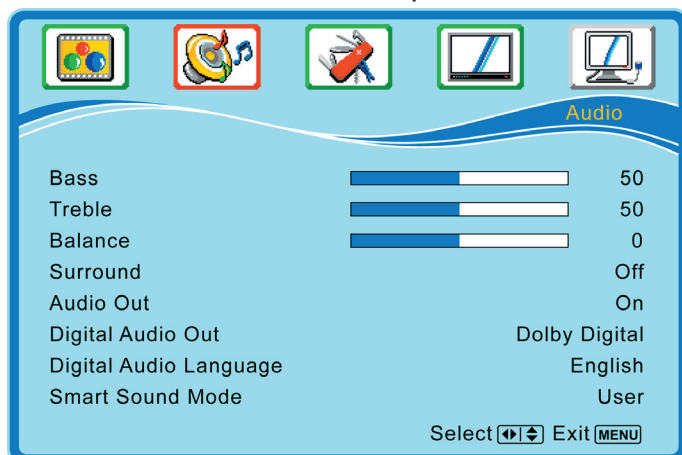 Audio
Bass 50
Treble 50
Balance 0
Surround Off
Audio Out On
Digital Audio Out Dolby Digital
Digital Audio Language English
Smart Sound Mode User
Select Exit MENU